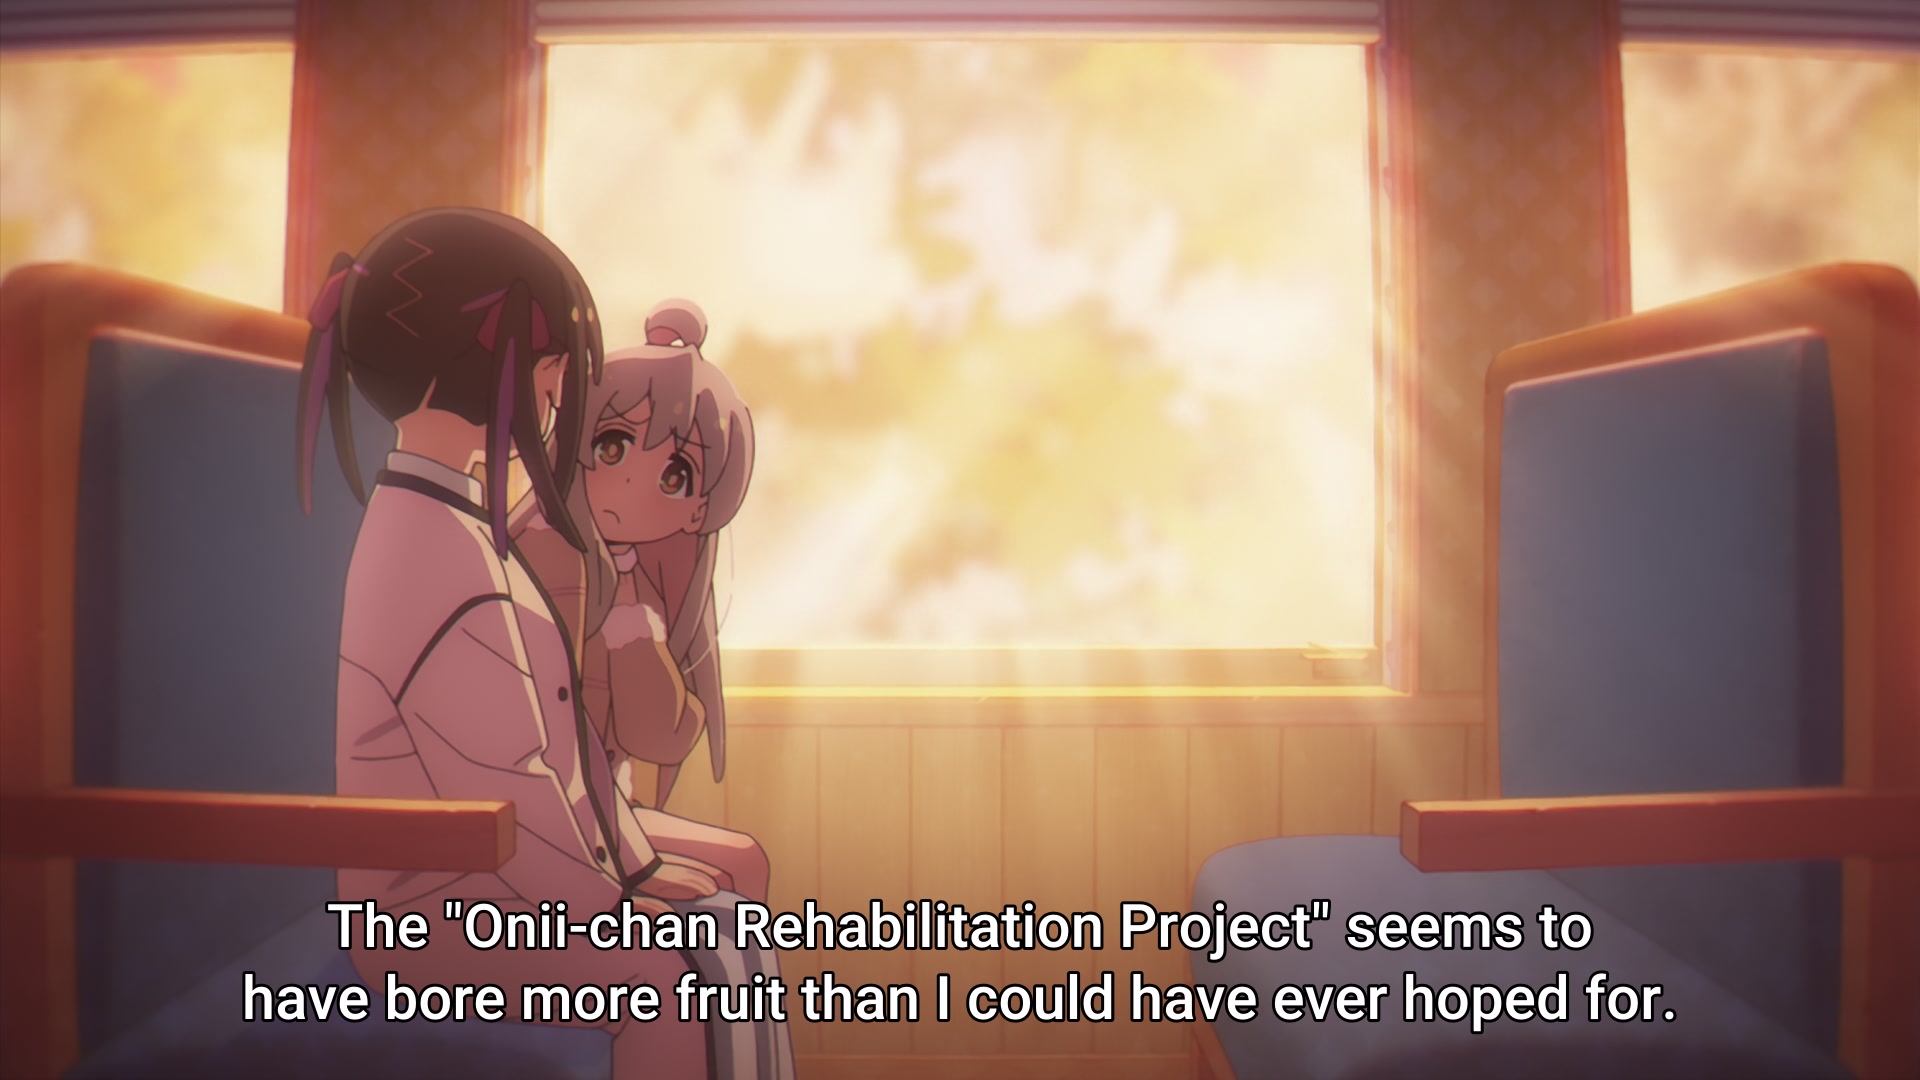 The "Onii-chan Rehabilitation Project" seems to
have bore more fruit than I could have ever hoped for.